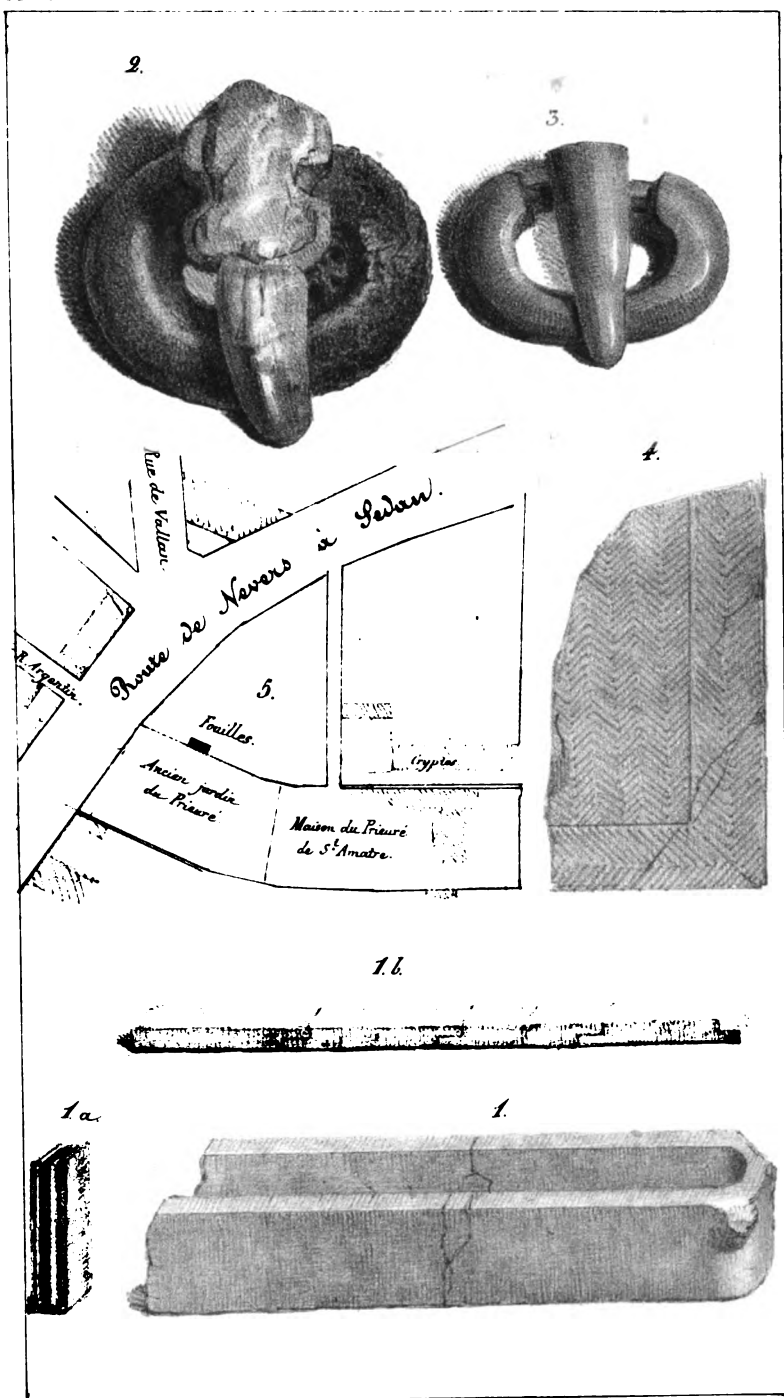 2.
3.
4.
Rue de Vallan.
Route de Nevers à Sedan.
R. Argentin.
5.
Fouilles.
Cryptes
Ancien jardin
du Prieuré
Maison du Prieuré
de St Amatre.
1.b.
1.a.
1.